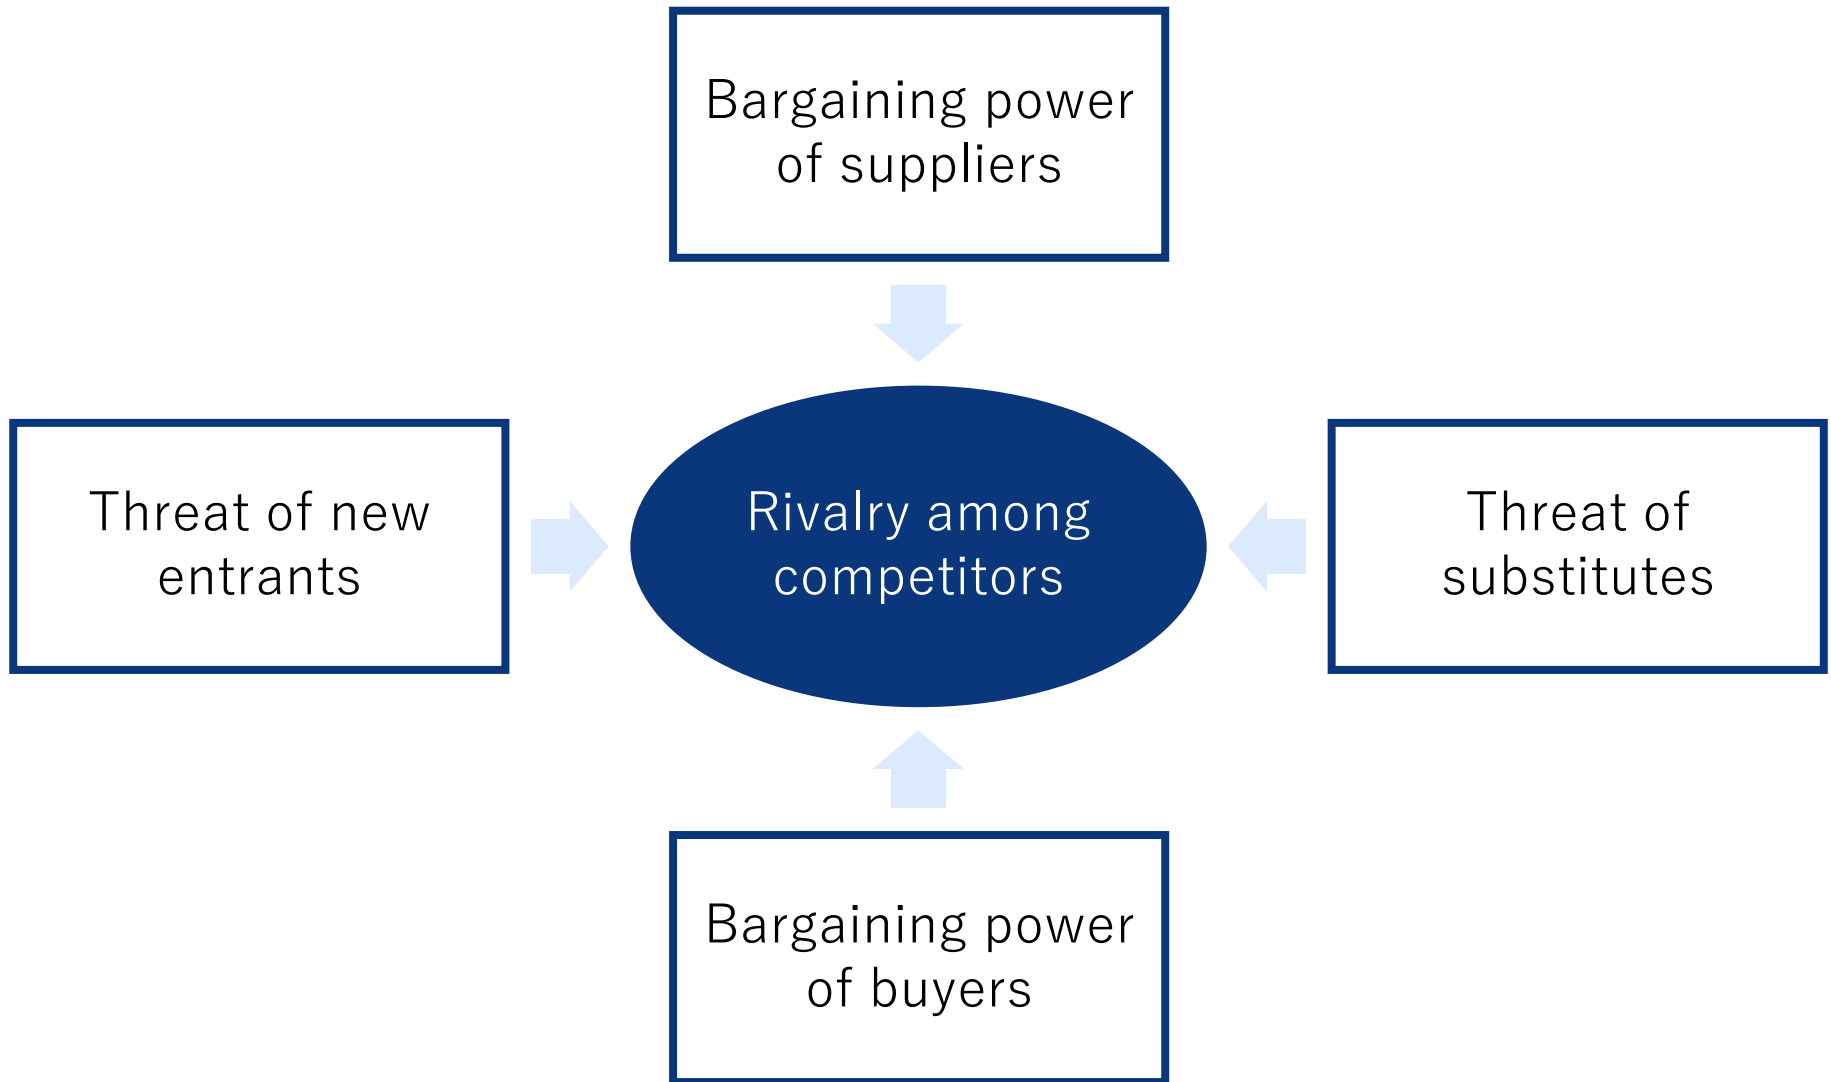 Bargaining power
of suppliers
Threat of new
entrants
Rivalry among
competitors
Threat of
substitutes
Bargaining power
of buyers